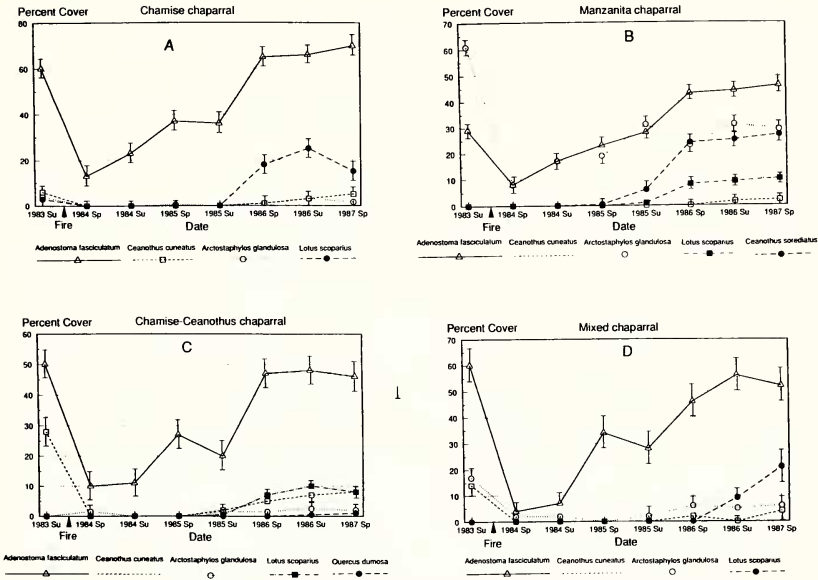 Percent Cover Chamise chaparral
A
80
60
40
20
0
1983 Su 1984 Sp 1984 Su 1985 Sp 1985 Su 1986 Sp 1986 Su 1987 Sp
Fire Date
Adenostoma fasciculatum Ceanothus cuneatus Arctostaphylos glandulosa Lotus scoparius
Percent Cover Manzanita chaparral
B
70
60
50
40
30
20
10
0
1983 Su 1984 Sp 1984 Su 1985 Sp 1985 Su 1986 Sp 1986 Su 1987 Sp
Fire Date
Adenostoma fasciculatum Ceanothus cuneatus Arctostaphylos glandulosa Lotus scoparius Ceanothus sorediatus
Percent Cover Chamise-Ceanothus chaparral
C
60
50
40
30
20
10
0
1983 Su 1984 Sp 1984 Su 1985 Sp 1985 Su 1986 Sp 1986 Su 1987 Sp
Fire Date
Adenostoma fasciculatum Ceanothus cuneatus Arctostaphylos glandulosa Lotus scoparius Quercus dumosa
Percent Cover Mixed chaparral
D
70
60
50
40
30
20
10
0
1983 Su 1984 Sp 1984 Su 1985 Sp 1985 Su 1986 Sp 1986 Su 1987 Sp
Fire Date
Adenostoma fasciculatum Ceanothus cuneatus Arctostaphylos glandulosa Lotus scoparius